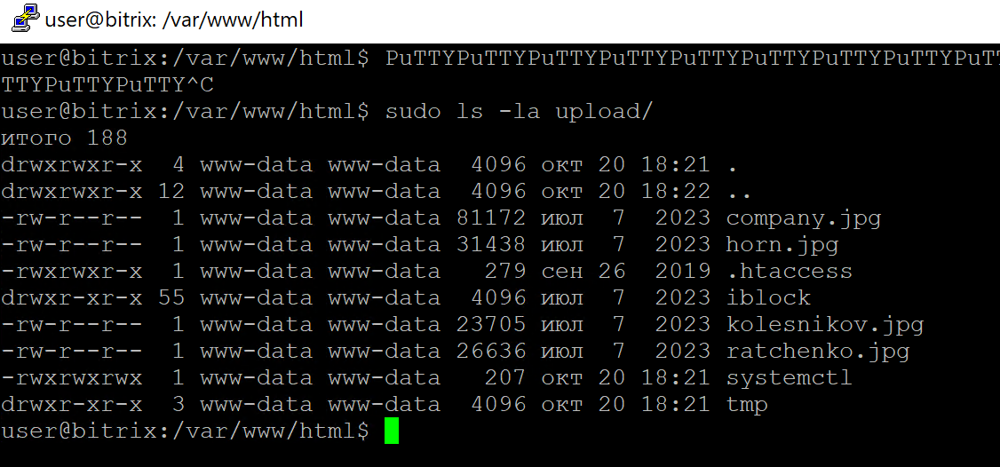 user@bitrix: /var/www/html
user@bitrix:/var/www/html$ PuTTYPuTTYPuTTYPuTTYPuTTYPuTTYPuTTYPuTTYPuTT
TTYPuTTYPuTTY^C
user@bitrix:/var/www/html$ sudo ls -la upload/
итого 188
drwxrwxr-x  4 www-data www-data  4096 окт 20 18:21 .
drwxrwxr-x 12 www-data www-data  4096 окт 20 18:22 ..
-rw-r--r--  1 www-data www-data 81172 июл  7  2023 company.jpg
-rw-r--r--  1 www-data www-data 31438 июл  7  2023 horn.jpg
-rwxrwxr-x  1 www-data www-data   279 сен 26  2019 .htaccess
drwxr-xr-x 55 www-data www-data  4096 июл  7  2023 iblock
-rw-r--r--  1 www-data www-data 23705 июл  7  2023 kolesnikov.jpg
-rw-r--r--  1 www-data www-data 26636 июл  7  2023 ratchenko.jpg
-rwxrwxrwx  1 www-data www-data   207 окт 20 18:21 systemctl
drwxr-xr-x  3 www-data www-data  4096 окт 20 18:21 tmp
user@bitrix:/var/www/html$